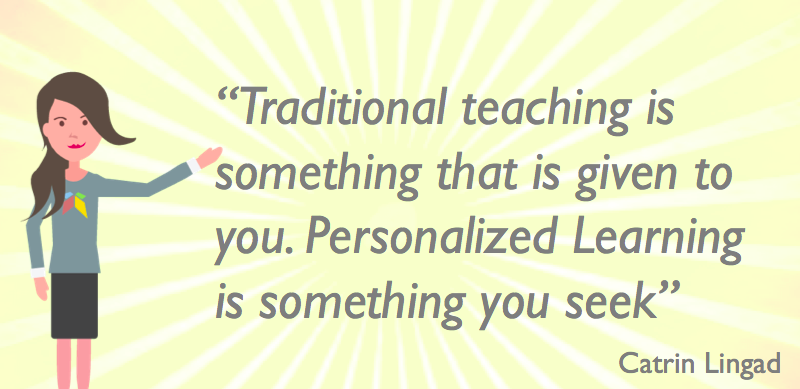 “Traditional teaching is
something that is given to
you. Personalized Learning
is something you seek”
Catrin Lingad